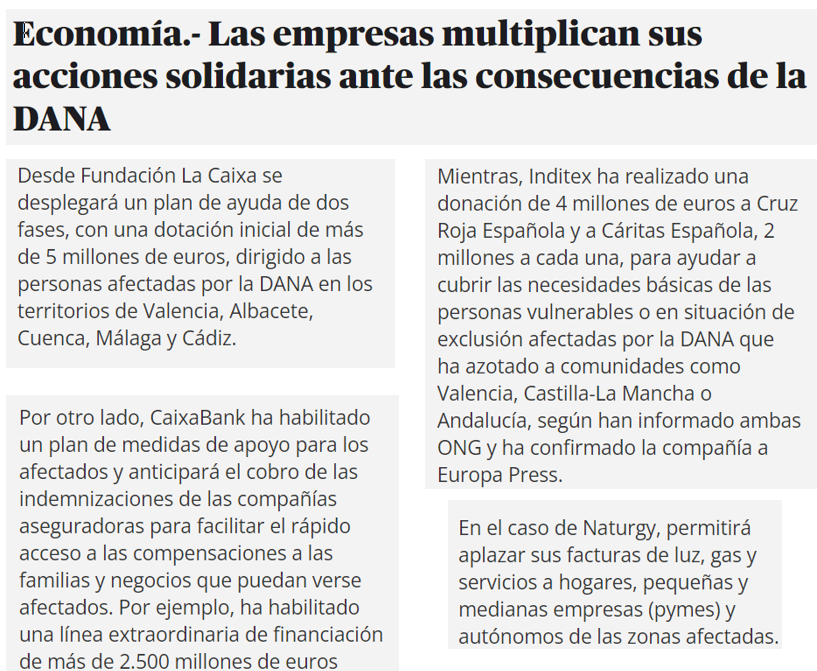 Economía.- Las empresas multiplican sus
acciones solidarias ante las consecuencias de la
DANA
Desde Fundación La Caixa se
desplegará un plan de ayuda de dos
fases, con una dotación inicial de más
de 5 millones de euros, dirigido a las
personas afectadas por la DANA en los
territorios de Valencia, Albacete,
Cuenca, Málaga y Cádiz.
Por otro lado, CaixaBank ha habilitado
un plan de medidas de apoyo para los
afectados y anticipará el cobro de las
indemnizaciones de las compañías
aseguradoras para facilitar el rápido
acceso a las compensaciones a las
familias y negocios que puedan verse
afectados. Por ejemplo, ha habilitado
una línea extraordinaria de financiación
de más de 2.500 millones de euros
Mientras, Inditex ha realizado una
donación de 4 millones de euros a Cruz
Roja Española y a Cáritas Española, 2
millones a cada una, para ayudar a
cubrir las necesidades básicas de las
personas vulnerables o en situación de
exclusión afectadas por la DANA que
ha azotado a comunidades como
Valencia, Castilla-La Mancha o
Andalucía, según han informado ambas
ONG y ha confirmado la compañía a
Europa Press.
En el caso de Naturgy, permitirá
aplazar sus facturas de luz, gas y
servicios a hogares, pequeñas y
medianas empresas (pymes) y
autónomos de las zonas afectadas.